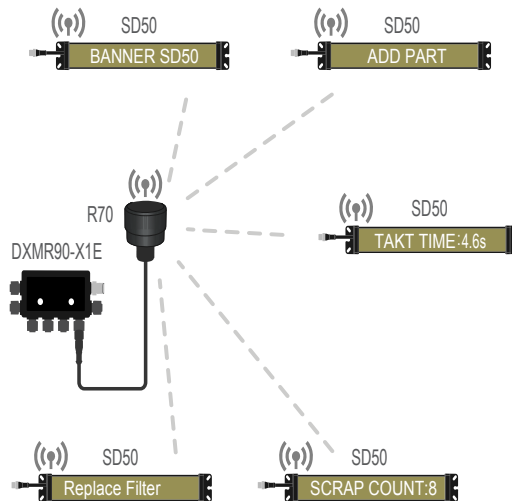 SD50
BANNER SD50
SD50
ADD PART
R70
SD50
TAKT TIME:4.6s
DXMR90-X1E
SD50
Replace Filter
SD50
SCRAP COUNT:8